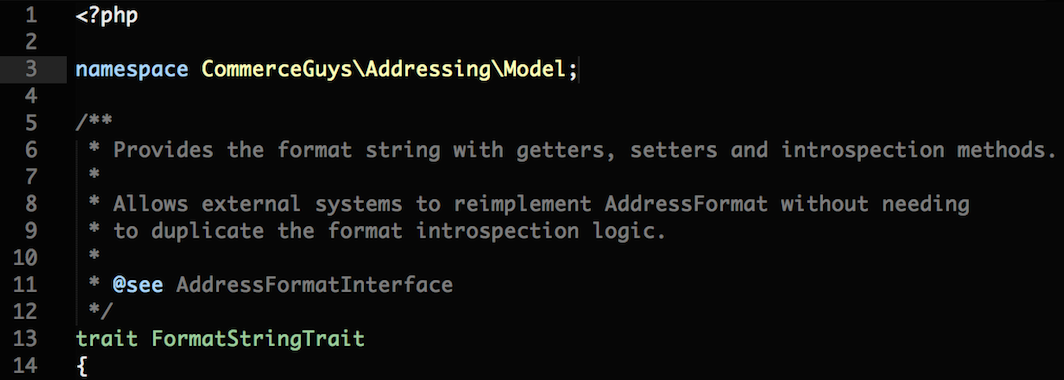 1 <?php
2
3 namespace CommerceGuys\Addressing\Model;
4
5 /**
6  * Provides the format string with getters, setters and introspection methods.
7  *
8  * Allows external systems to reimplement AddressFormat without needing
9  * to duplicate the format introspection logic.
10  *
11  * @see AddressFormatInterface
12  */
13 trait FormatStringTrait
14 {